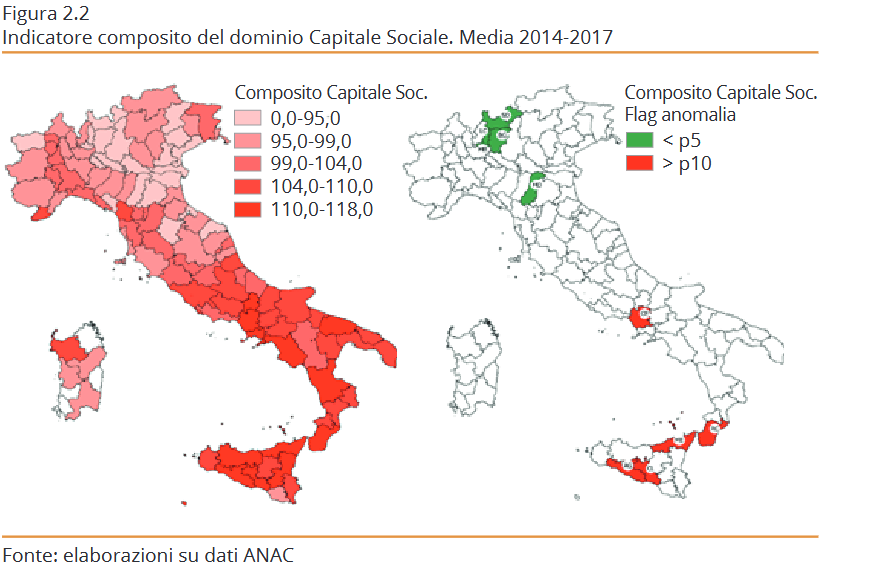 Figura 2.2
Indicatore composito del dominio Capitale Sociale. Media 2014-2017
Composito Capitale Soc.
0,0-95,0
95,0-99,0
99,0-104,0
104,0-110,0
110,0-118,0
Composito Capitale Soc.
Flag anomalia
< p5
> p10
Fonte: elaborazioni su dati ANAC